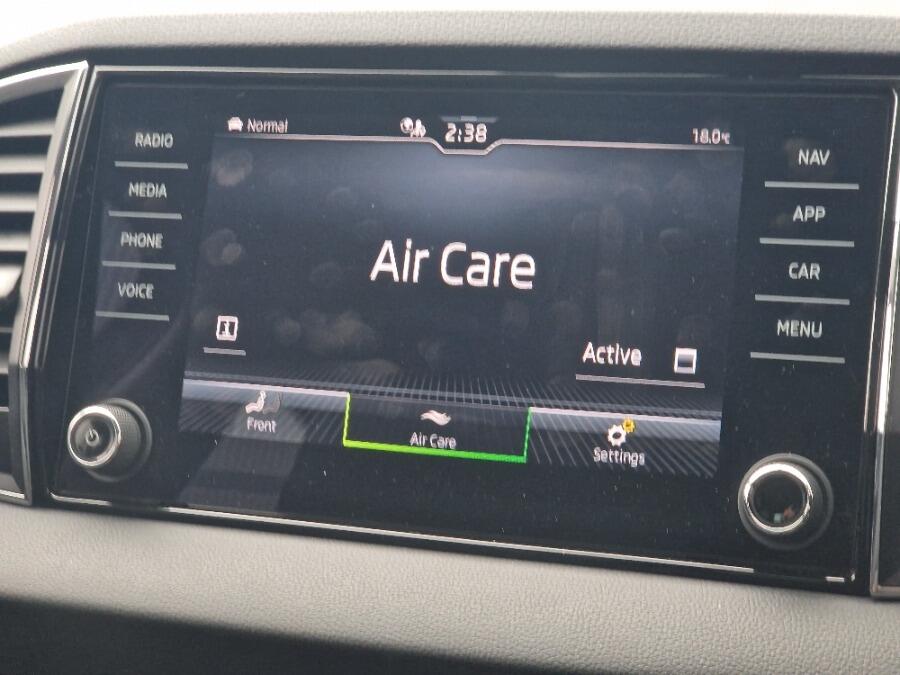 Normal
2:38
18.0°C
RADIO
MEDIA
PHONE
VOICE
NAV
APP
CAR
MENU
Air Care
i
Active
Front
Air Care
Settings